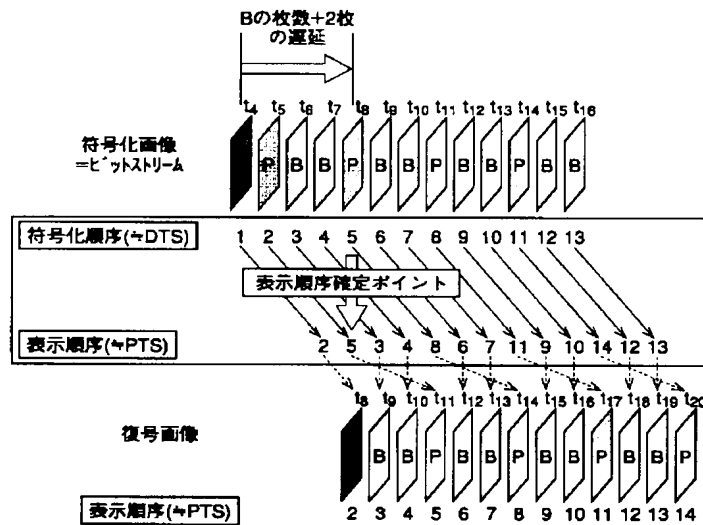 Bの枚数+2枚
の遅延
t4 t5 t6 t7 t8 t9 t10 t11 t12 t13 t14 t15 t16
符号化画像
=ビットストリーム
P B B P B B P B B P B B
符号化順序(≒DTS)
1 2 3 4 5 6 7 8 9 10 11 12 13
表示順序確定ポイント
表示順序(≒PTS)
2 5 3 4 8 6 7 11 9 10 14 12 13
t8 t9 t10 t11 t12 t13 t14 t15 t16 t17 t18 t19 t20
復号画像
B B P B B P B B P B B P
表示順序(≒PTS)
2 3 4 5 6 7 8 9 10 11 12 13 14